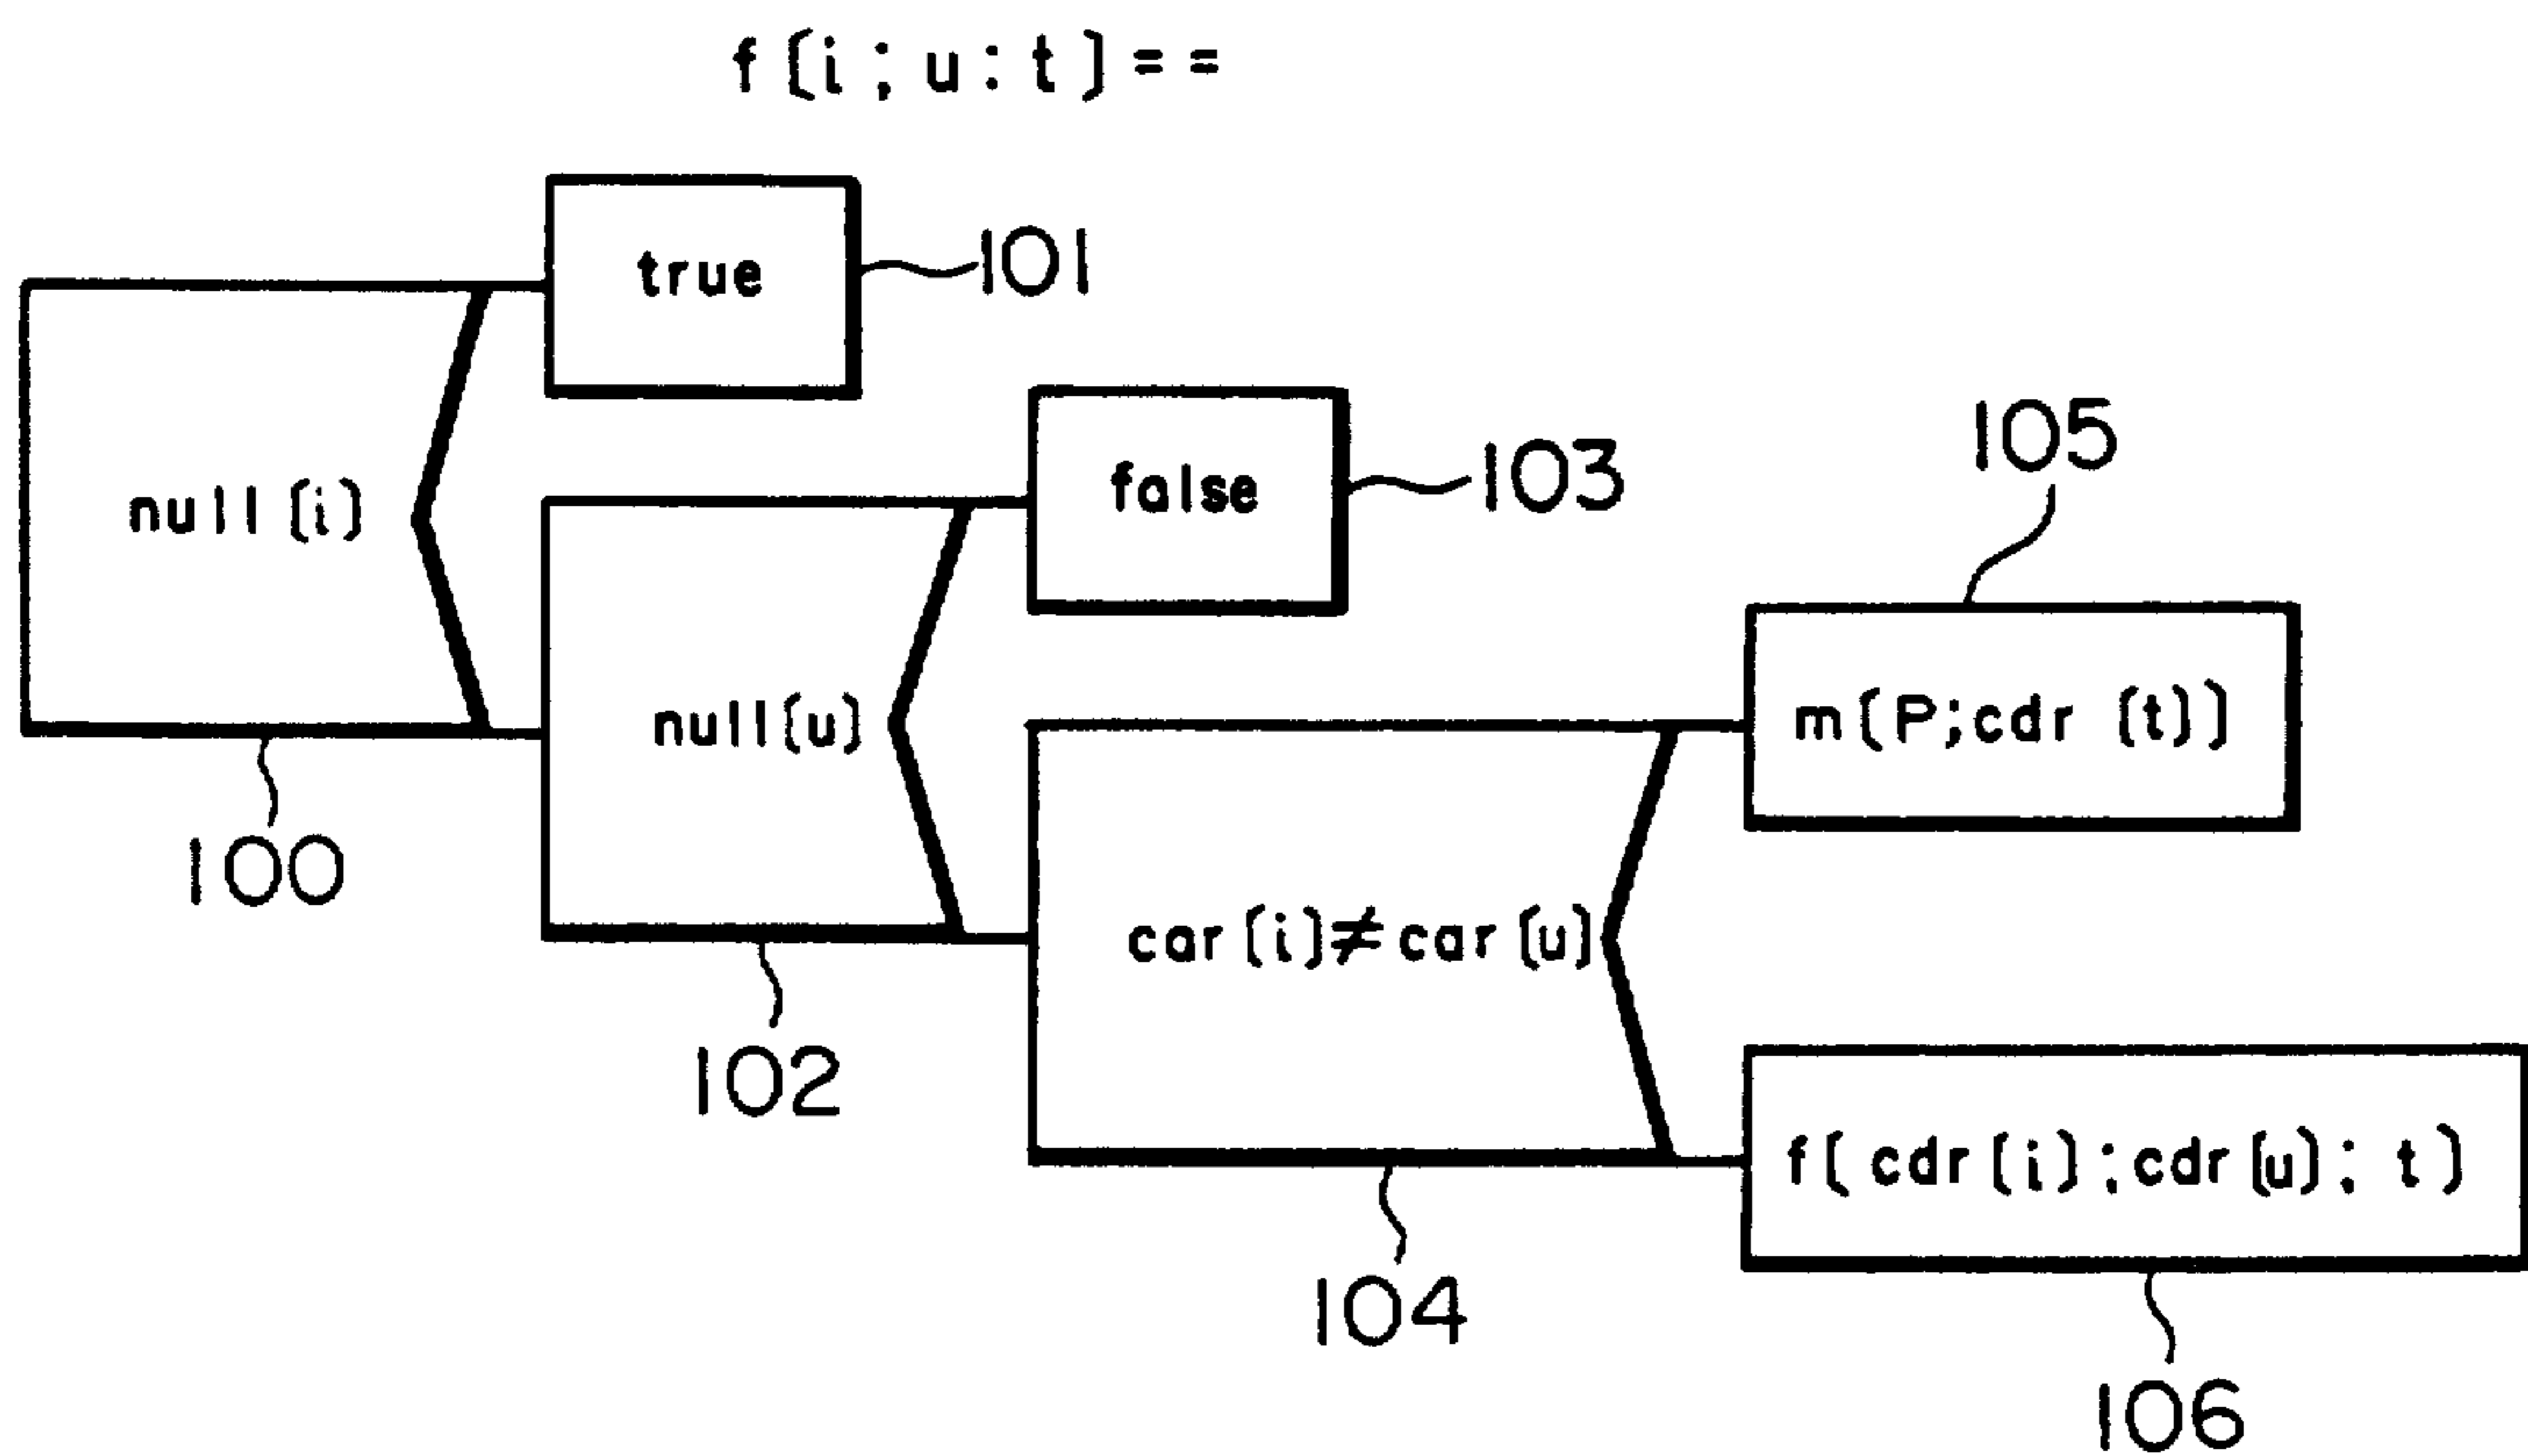 f(i;u:t)==
true
101
null(i)
100
false
103
null(u)
102
105
m(P;cdr (t))
car(i)≠car(u)
104
f(cdr(i);cdr(u); t)
106